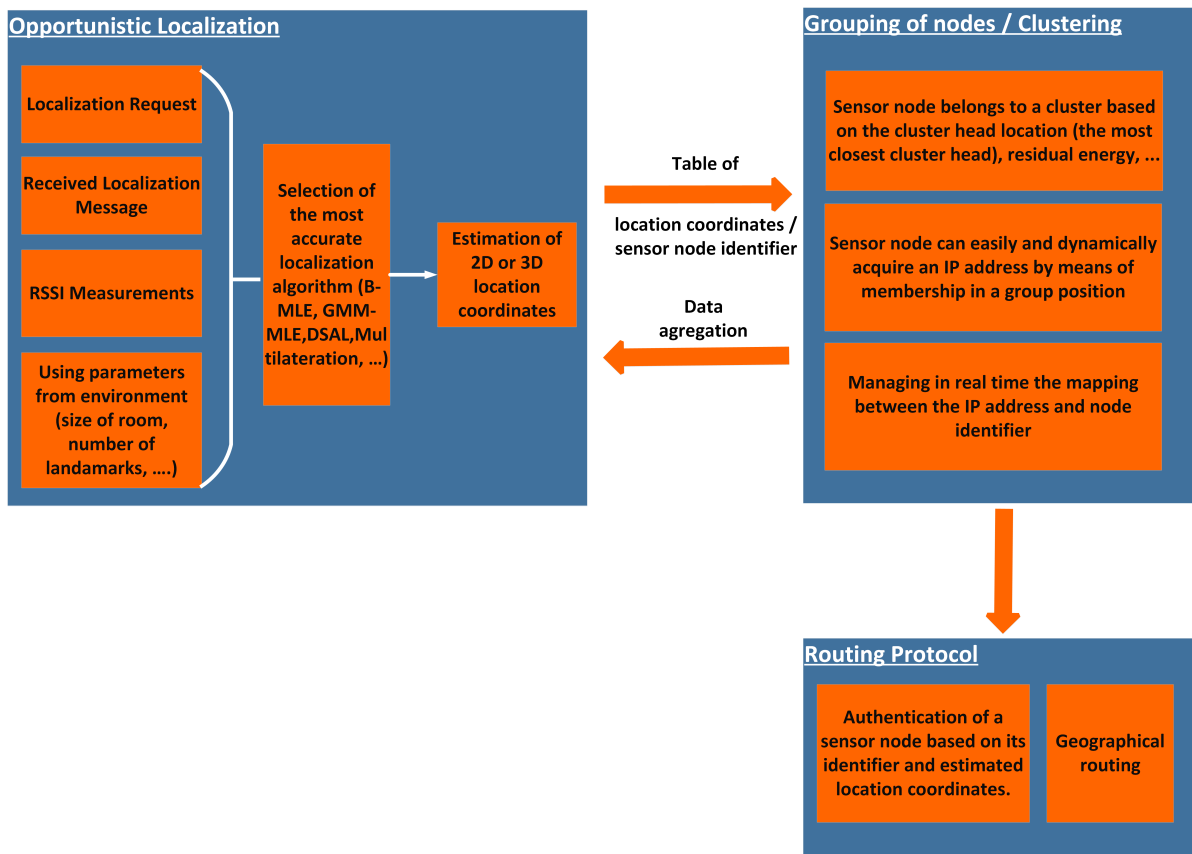 Opportunistic Localization
Localization Request
Received Localization
Message
RSSI Measurements
Using parameters
from environment
(size of room,
number of
landamarks, ....)
Selection of
the most
accurate
localization
algorithm (B-
MLE, GMM-
MLE,DSAL,Mul
tilateration, ...)
Estimation of
2D or 3D
location
coordinates
Table of
location coordinates /
sensor node identifier
Data
agregation
Grouping of nodes / Clustering
Sensor node belongs to a cluster based
on the cluster head location (the most
closest cluster head), residual energy, ...
Sensor node can easily and dynamically
acquire an IP address by means of
membership in a group position
Managing in real time the mapping
between the IP address and node
identifier
Routing Protocol
Authentication of a
sensor node based on its
identifier and estimated
location coordinates.
Geographical
routing